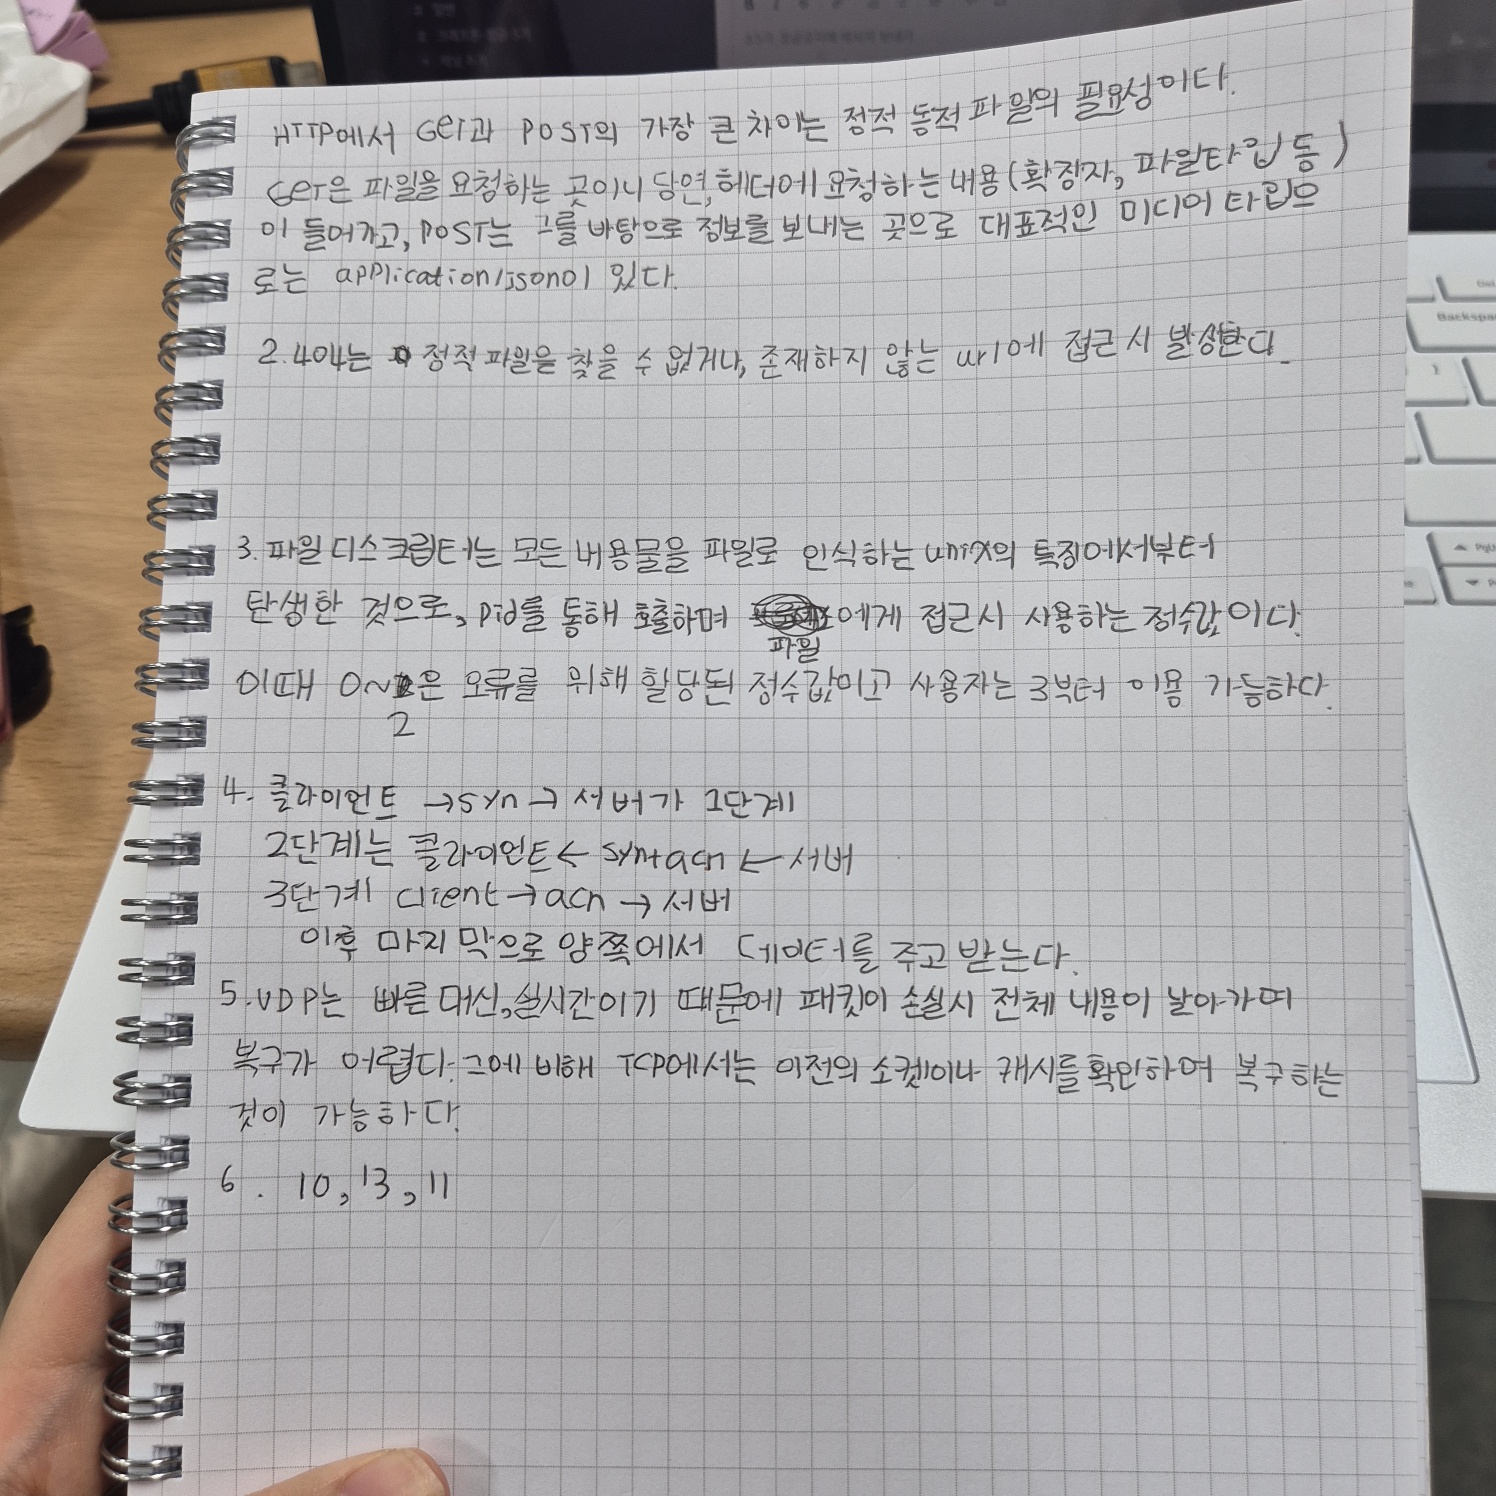 HTTP에서 GET과 POST의 가장 큰 차이는 정적 동적 파일의 필요성이다.
GET은 파일을 요청하는 곳이니 당연, 헤더에 요청하는 내용(확장자, 파일타입 등)
이 들어가고, POST는 그를 바탕으로 정보를 보내는 곳으로 대표적인 미디어 타입으
로는 application/json이 있다.
2. 404는 정적 파일을 찾을 수 없거나, 존재하지 않는 url에 접근 시 발생한다.
3. 파일 디스크립터는 모든 내용물을 파일로 인식하는 unix의 특징에서부터
탄생한 것으로, pid를 통해 호출하며 에게 접근시 사용하는 정수값이다.
파일
이때 0~2은 오류를 위해 할당된 정수값이고 사용자는 3부터 이용 가능하다.
2
4. 클라이언트 →syn→ 서버가 1단계
2단계는 클라이언트← syn+ach ←서버
3단계 client→ach→서버
이후 마지막으로 양쪽에서 데이터를 주고 받는다.
5. UDP는 빠른 대신, 실시간이기 때문에 패킷이 손실시 전체 내용이 날아가며
복구가 어렵다. 그에 비해 TCP에서는 이전의 소켓이나 캐시를 확인하여 복구하는
것이 가능하다.
6. 10, 13, 11
Backspac
PgU